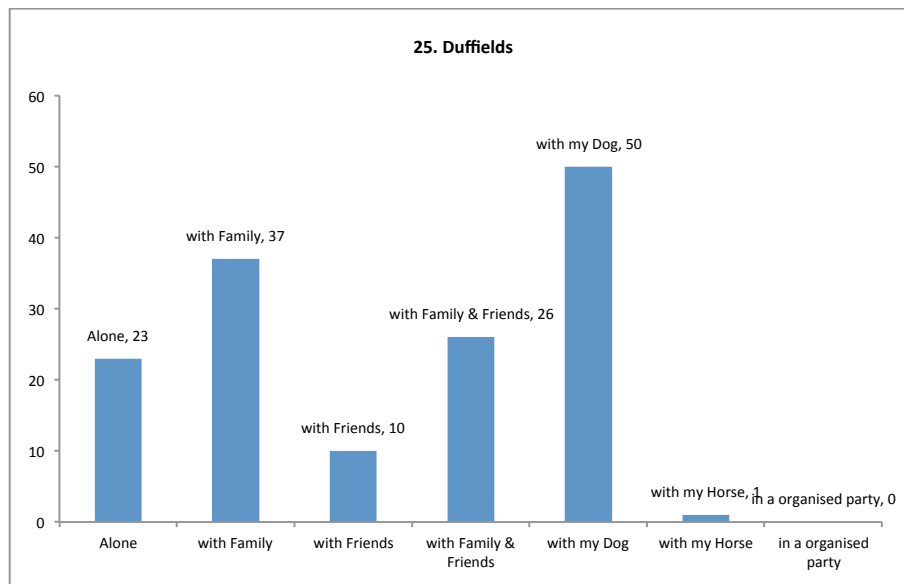 25. Duffields
60
50
40
30
20
10
0
Alone, 23
with Family, 37
with Friends, 10
with Family & Friends, 26
with my Dog, 50
with my Horse, 1
in a organised party, 0
Alone
with Family
with Friends
with Family &
Friends
with my Dog
with my Horse
in a organised
party